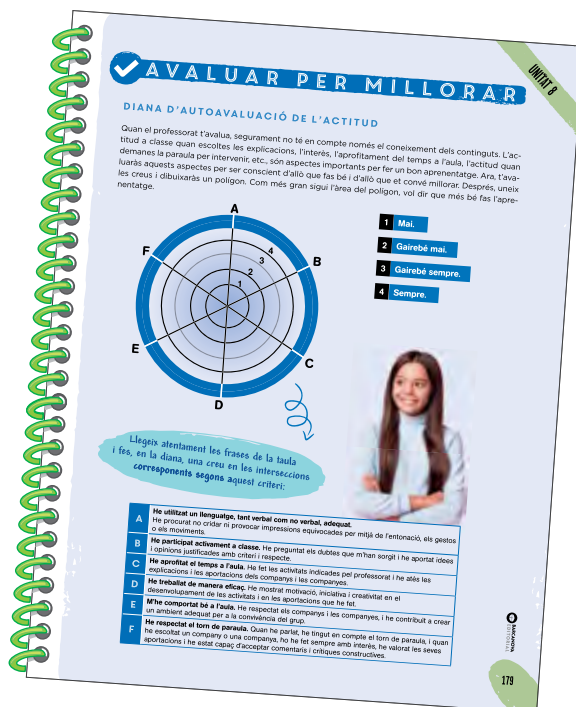 UNITAT 8
AVALUAR PER MILLORAR
DIANA D'AUTOAVALUACIÓ DE L'ACTITUD
Quan el professorat t'avalua, segurament no té en compte només el coneixement dels continguts. L'ac-
titud a classe quan escoltes les explicacions, l'interès, l'aprofitament del temps a l'aula, l'actitud quan
demanes la paraula per intervenir, etc., són aspectes importants per fer un bon aprenentatge. Ara, t'ava-
luaràs aquests aspectes per ser conscient d'allò que fas bé i d'allò que et convé millorar. Després, uneix
les creus i dibuixaràs un polígon. Com més gran sigui l'àrea del polígon, vol dir que més bé fas l'apre-
nentatge.
A
B
C
D
E
F
4
3
2
1
1 Mai.
2 Gairebé mai.
3 Gairebé sempre.
4 Sempre.
Llegeix atentament les frases de la taula
i fes, en la diana, una creu en les interseccions
corresponents segons aquest criteri:
A He utilitzat un llenguatge, tant verbal com no verbal, adequat.
He procurat no cridar ni provocar impressions equivocades per mitjà de l'entonació, els gestos
o els moviments.
B He participat activament a classe. He preguntat els dubtes que m'han sorgit i he aportat idees
i opinions justificades amb criteri i respecte.
C He aprofitat el temps a l'aula. He fet les activitats indicades pel professorat i he atès les
explicacions i les aportacions dels companys i les companyes.
D He treballat de manera eficaç. He mostrat motivació, iniciativa i creativitat en el
desenvolupament de les activitats i en les aportacions que he fet.
E M'he comportat bé a l'aula. He respectat els companys i les companyes, i he contribuït a crear
un ambient adequat per a la convivència del grup.
F He respectat el torn de paraula. Quan he parlat, he tingut en compte el torn de paraula, i quan
he escoltat un company o una companya, ho he fet sempre amb interès, he valorat les seves
aportacions i he estat capaç d'acceptar comentaris i crítiques constructives.
BARCANOVA
EDITORIAL
179